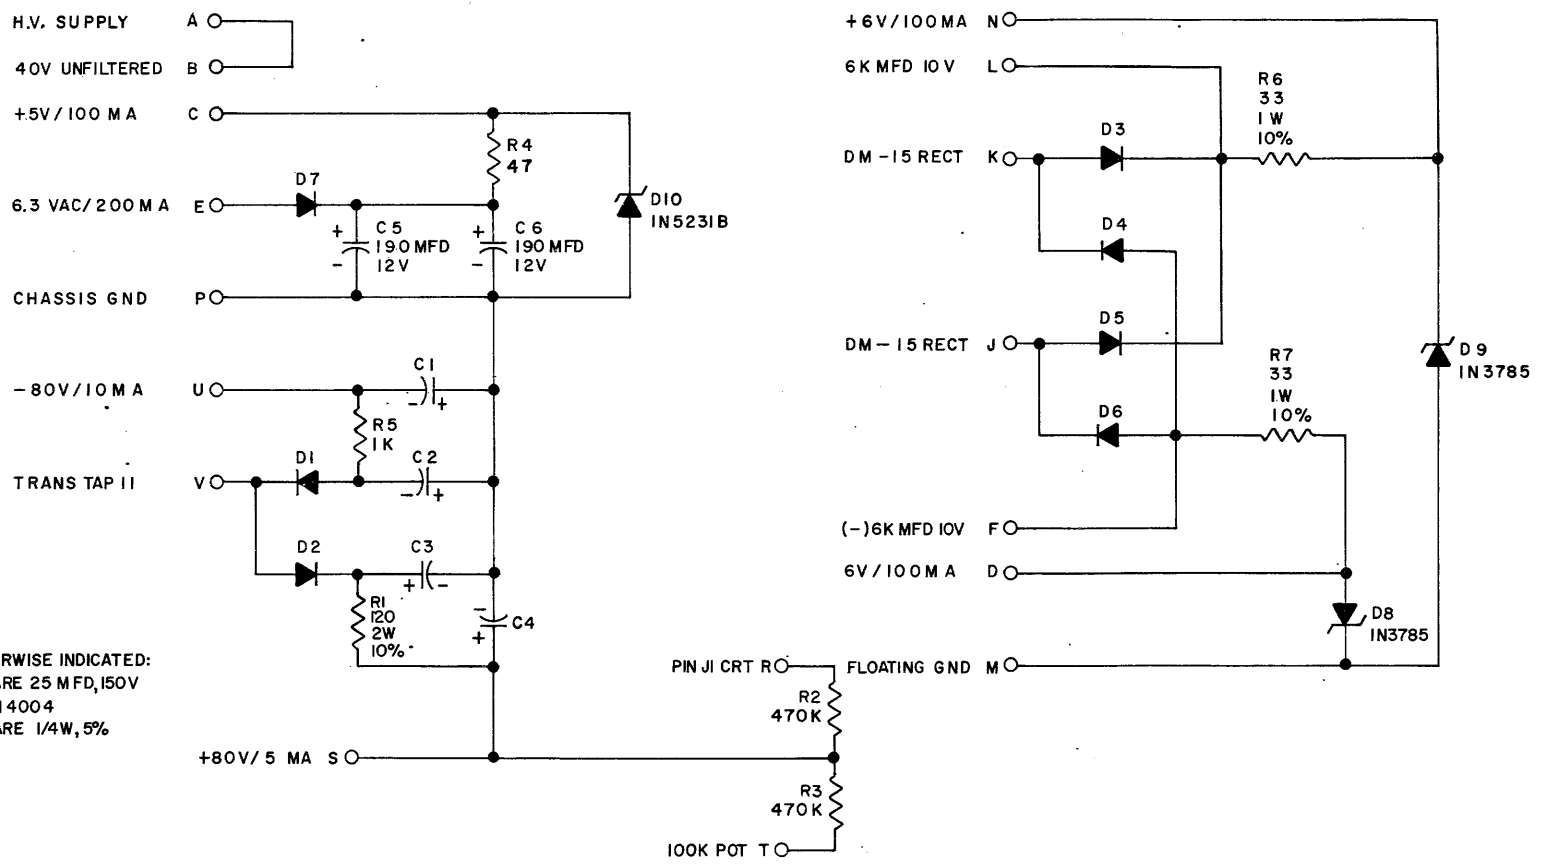 H.V. SUPPLY A
40V UNFILTERED B
+5V/100 MA C
R4
47
D7
6.3 VAC/200 MA E
D10
1N5231B
+ C5
190 MFD
- 12V
+ C6
190 MFD
- 12V
CHASSIS GND P
-80V/10 MA U
C1
- +
R5
1K
TRANS TAP 11 V
D1
C2
- +
D2
C3
+ -
R1
120
2W
10%
-
+ C4
RWISE INDICATED:
RE 25 MFD, 150V
4004
ARE 1/4W, 5%
+80V/5 MA S
PIN J1 CRT R
R2
470K
R3
470K
100K POT T
+6V/100MA N
6K MFD 10V L
R6
33
1W
10%
DM-15 RECT K
D3
D4
DM-15 RECT J
D5
D6
R7
33
1W
10%
D9
1N3785
(-)6K MFD 10V F
6V/100MA D
D8
1N3785
FLOATING GND M